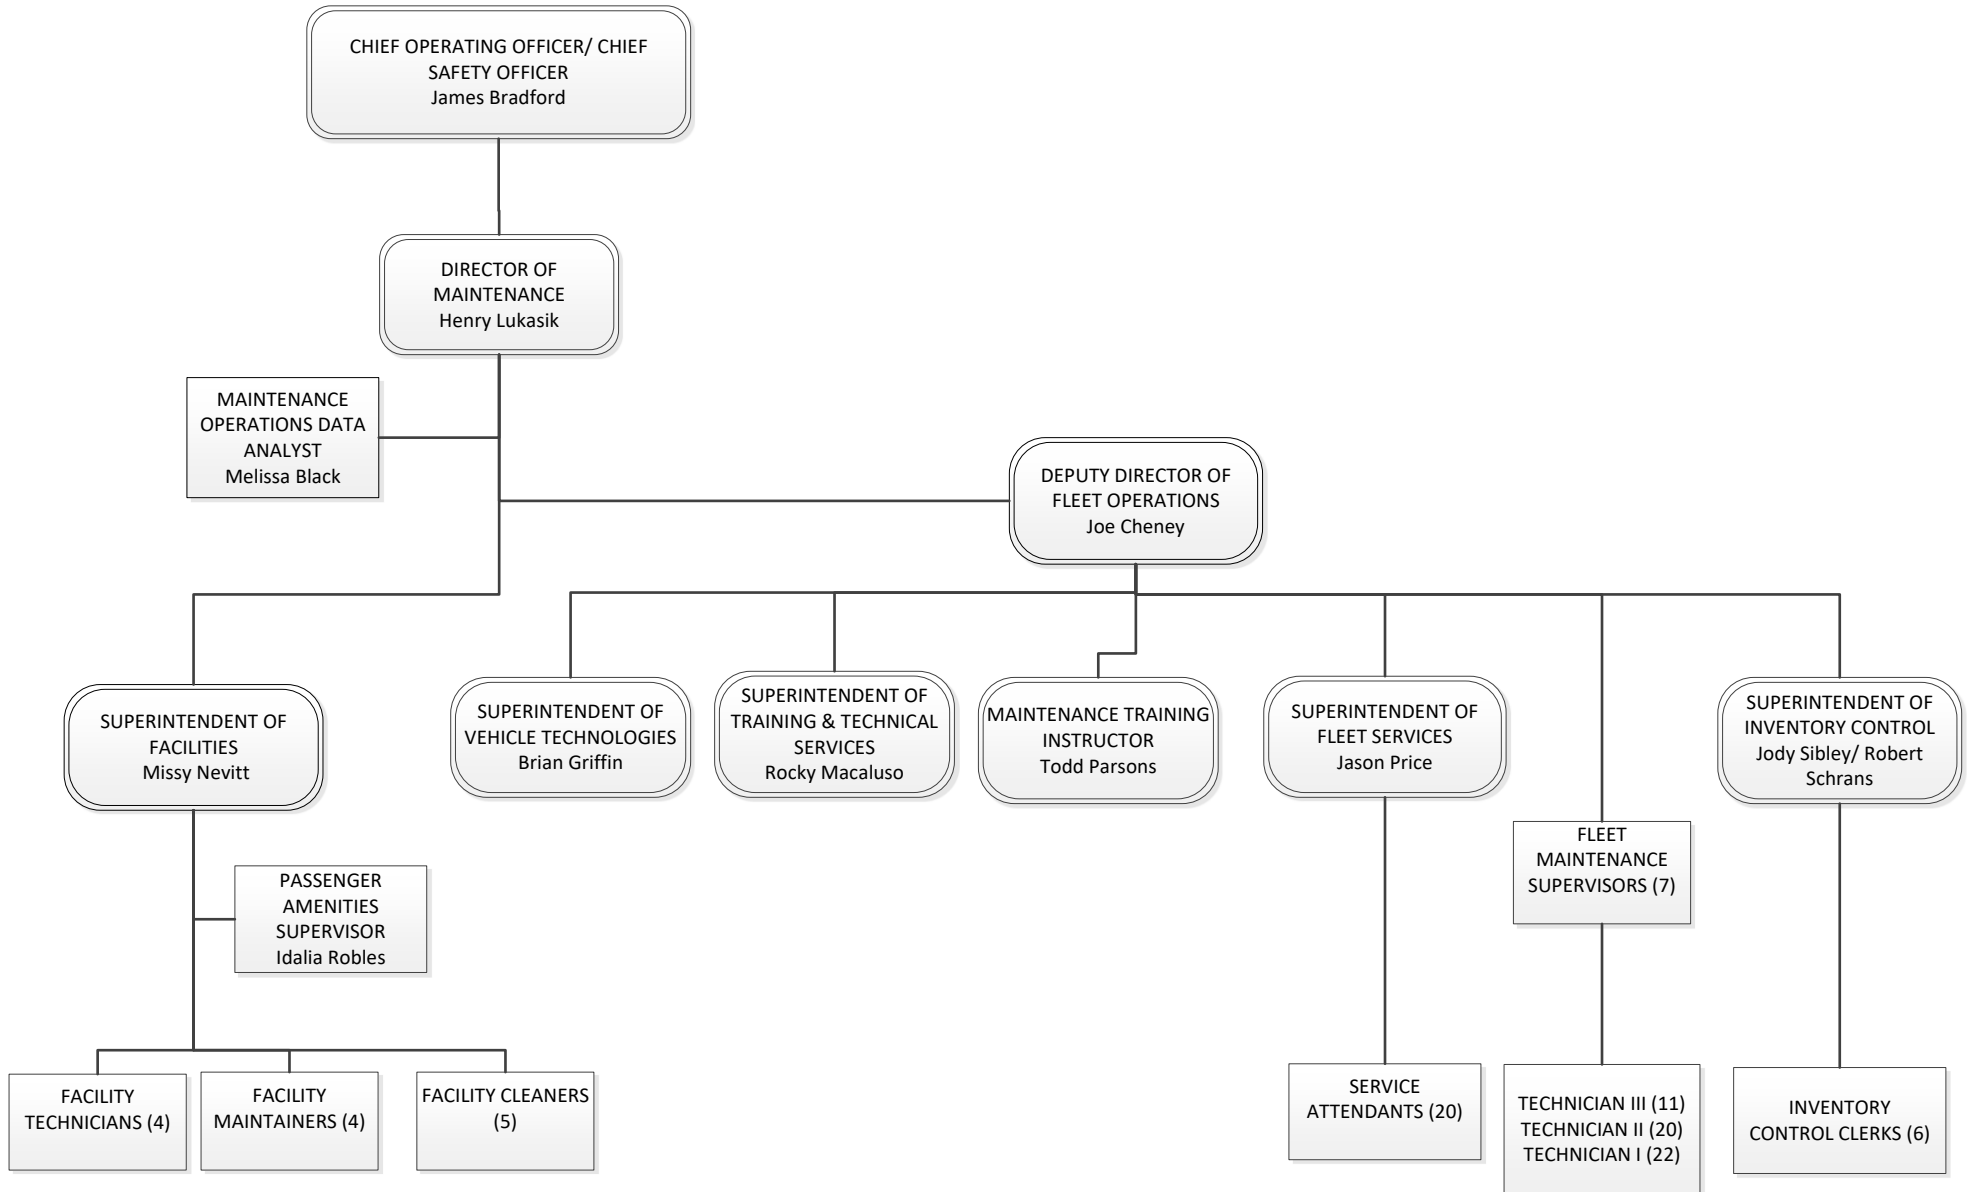 CHIEF OPERATING OFFICER/ CHIEF
SAFETY OFFICER
James Bradford
DIRECTOR OF
MAINTENANCE
Henry Lukasik
MAINTENANCE
OPERATIONS DATA
ANALYST
Melissa Black
DEPUTY DIRECTOR OF
FLEET OPERATIONS
Joe Cheney
SUPERINTENDENT OF
FACILITIES
Missy Nevitt
SUPERINTENDENT OF
VEHICLE TECHNOLOGIES
Brian Griffin
SUPERINTENDENT OF
TRAINING & TECHNICAL
SERVICES
Rocky Macaluso
MAINTENANCE TRAINING
INSTRUCTOR
Todd Parsons
SUPERINTENDENT OF
FLEET SERVICES
Jason Price
SUPERINTENDENT OF
INVENTORY CONTROL
Jody Sibley/ Robert
Schrans
FLEET
MAINTENANCE
SUPERVISORS (7)
PASSENGER
AMENITIES
SUPERVISOR
Idalia Robles
FACILITY
TECHNICIANS (4)
FACILITY
MAINTAINERS (4)
FACILITY CLEANERS
(5)
SERVICE
ATTENDANTS (20)
TECHNICIAN III (11)
TECHNICIAN II (20)
TECHNICIAN I (22)
INVENTORY
CONTROL CLERKS (6)